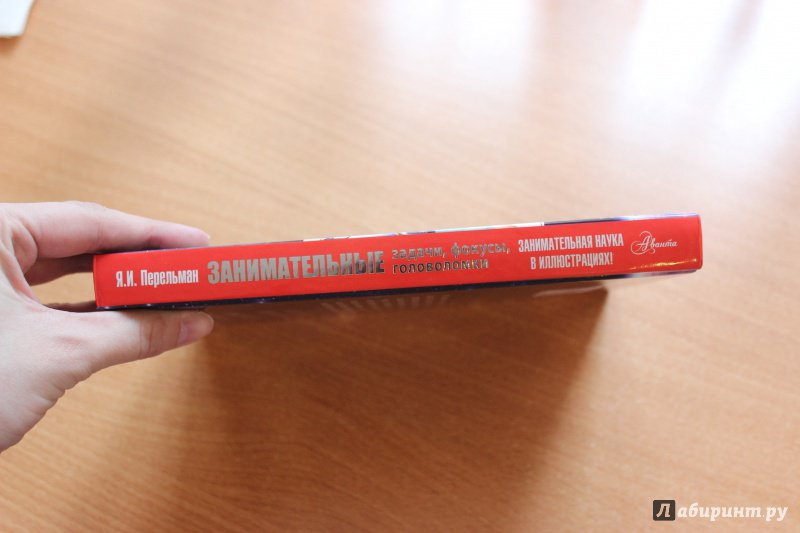 Я.И. Перельман
ЗАНИМАТЕЛЬНЫЕ
задачи, фокусы,
головоломки
ЗАНИМАТЕЛЬНАЯ НАУКА
В ИЛЛЮСТРАЦИЯХ!
Аванта
Лабиринт.ру